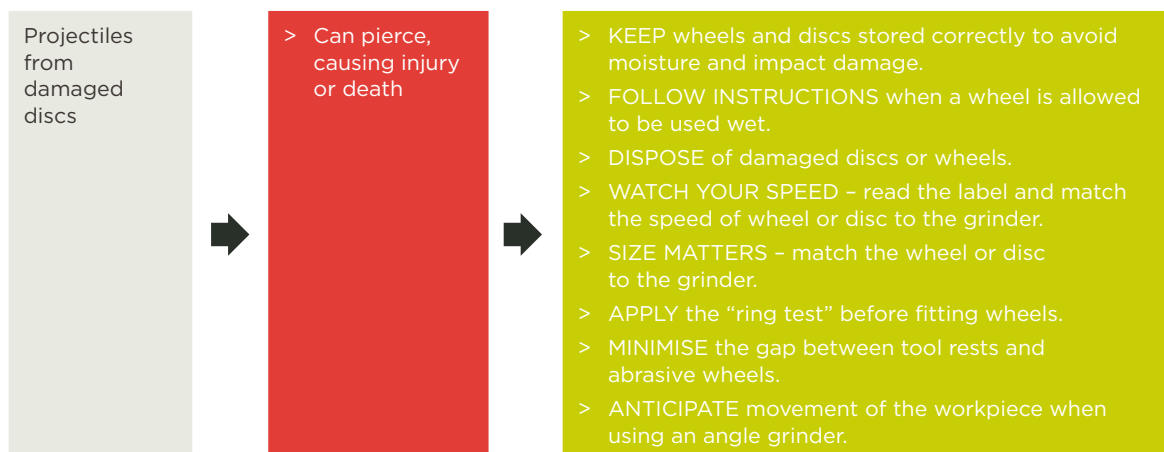 Projectiles
from
damaged
discs
> Can pierce,
causing injury
or death
> KEEP wheels and discs stored correctly to avoid
moisture and impact damage.
> FOLLOW INSTRUCTIONS when a wheel is allowed
to be used wet.
> DISPOSE of damaged discs or wheels.
> WATCH YOUR SPEED – read the label and match
the speed of wheel or disc to the grinder.
> SIZE MATTERS – match the wheel or disc
to the grinder.
> APPLY the “ring test” before fitting wheels.
> MINIMISE the gap between tool rests and
abrasive wheels.
> ANTICIPATE movement of the workpiece when
using an angle grinder.